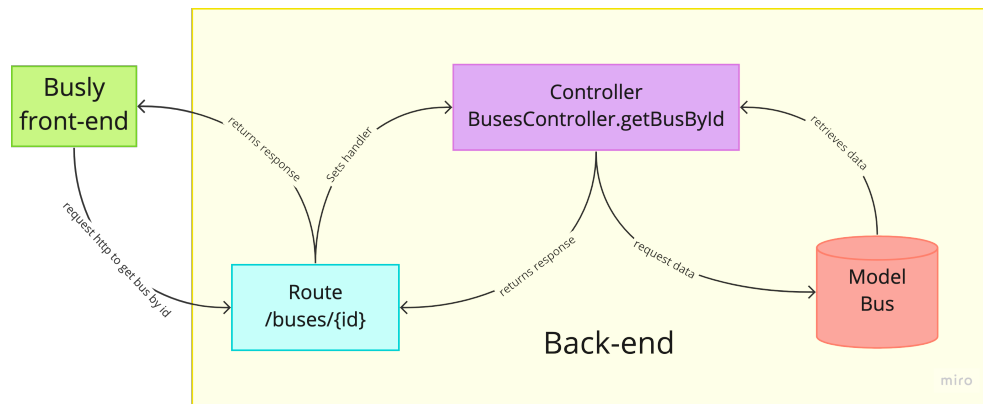 Busly
front-end
returns response
request http to get bus by id
Sets handler
Controller
BusesController.getBusById
retrieves data
returns response
request data
Route
/buses/{id}
Model
Bus
Back-end
miro